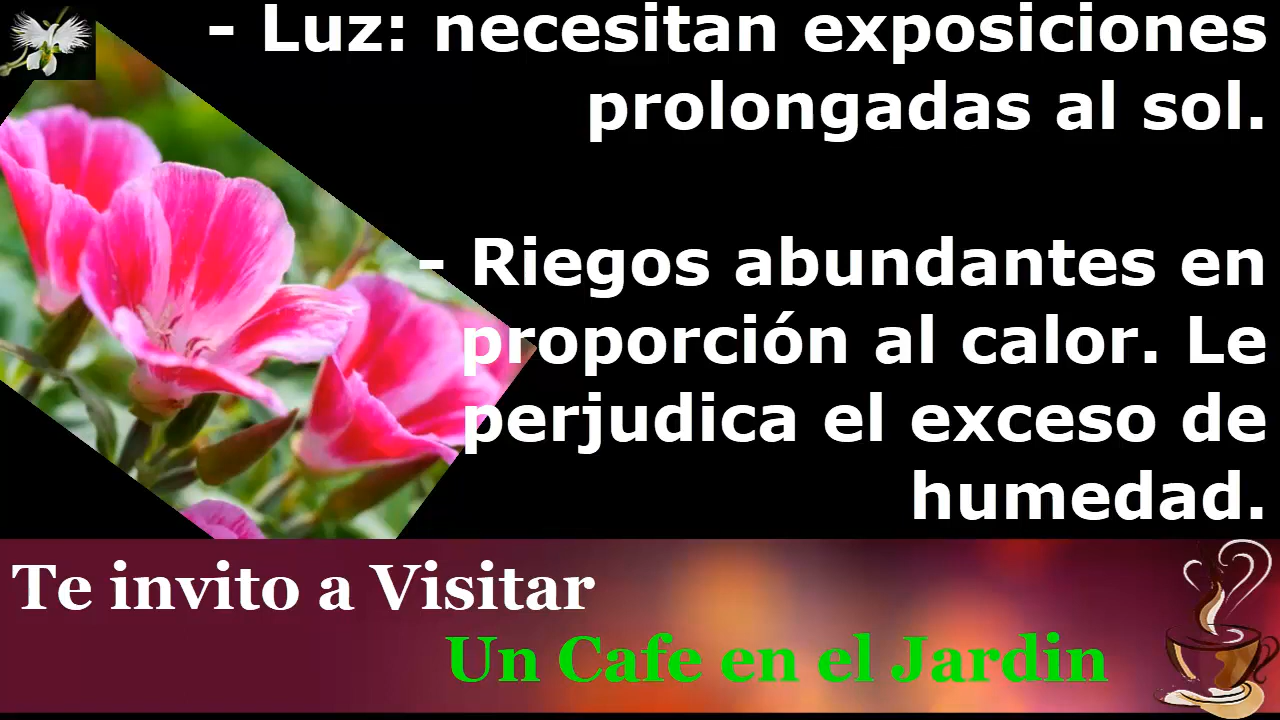 - Luz: necesitan exposiciones
prolongadas al sol.
- Riegos abundantes en
proporción al calor. Le
perjudica el exceso de
humedad.
Te invito a Visitar
Un Cafe en el Jardin